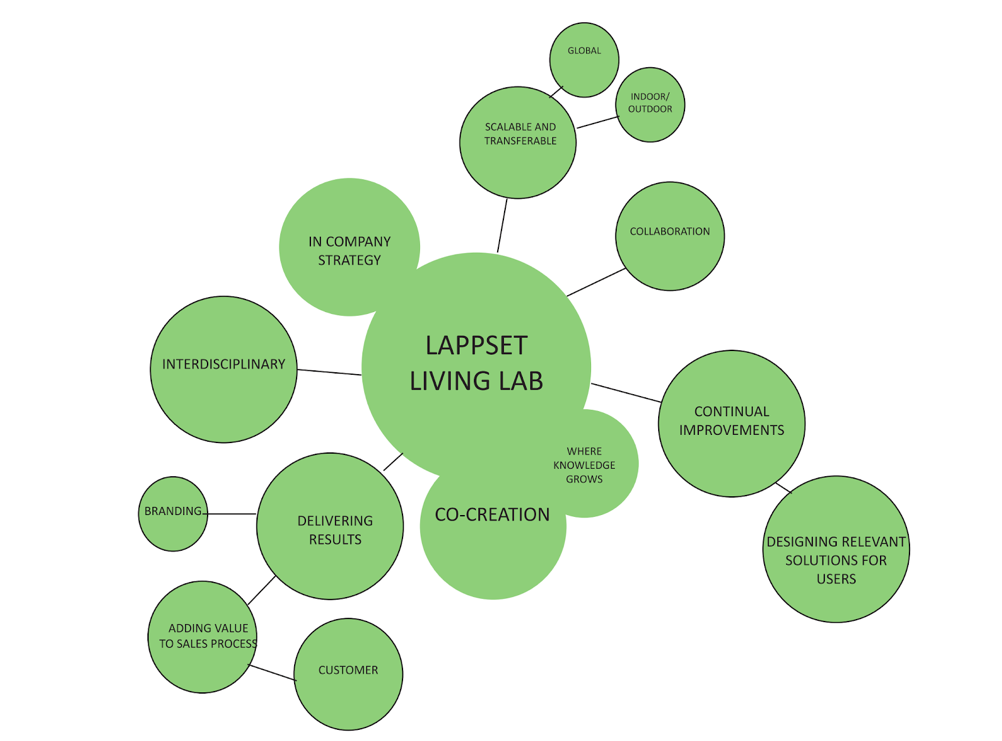 GLOBAL
INDOOR/
OUTDOOR
SCALABLE AND
TRANSFERABLE
COLLABORATION
IN COMPANY
STRATEGY
LAPPSET
LIVING LAB
INTERDISCIPLINARY
CONTINUAL
IMPROVEMENTS
WHERE
KNOWLEDGE
GROWS
CO-CREATION
BRANDING
DELIVERING
RESULTS
DESIGNING RELEVANT
SOLUTIONS FOR
USERS
ADDING VALUE
TO SALES PROCESS
CUSTOMER